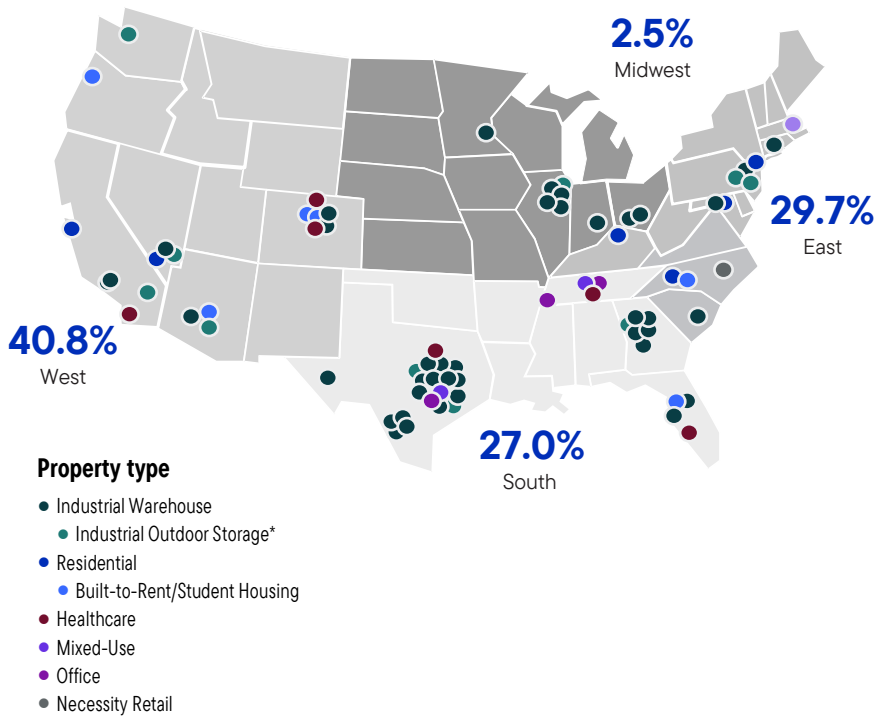 2.5%
Midwest
29.7%
East
40.8%
West
27.0%
South
Property type
Industrial Warehouse
Industrial Outdoor Storage*
Residential
Built-to-Rent/Student Housing
Healthcare
Mixed-Use
Office
Necessity Retail